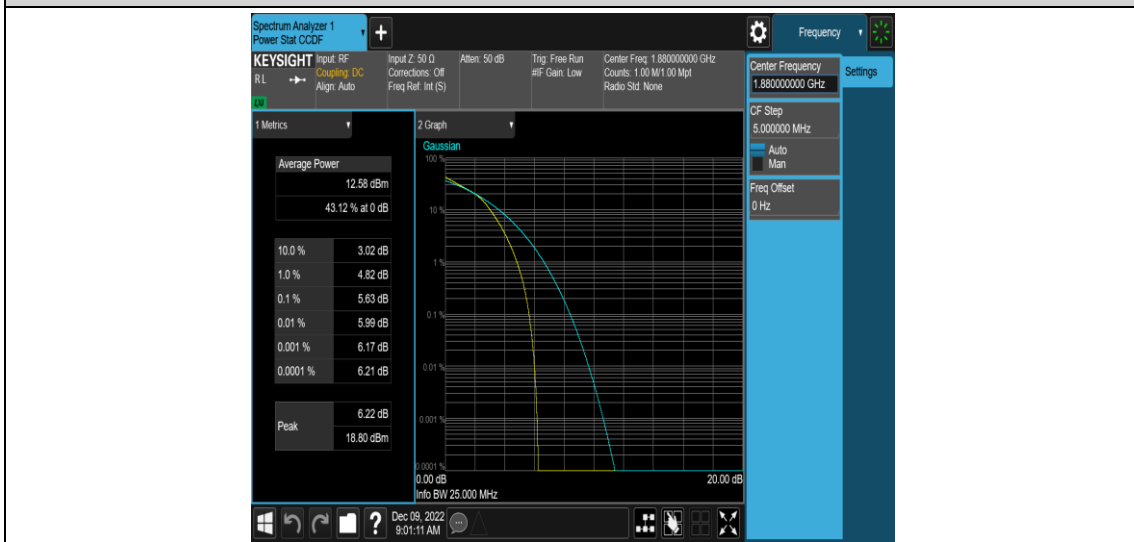 Spectrum Analyzer 1
Power Stat CCDF
+
Frequency
KEYSIGHT
RL
LXI
Input: RF
Coupling: DC
Align: Auto
Input Z: 50 Ω
Corrections: Off
Freq Ref: Int (S)
Atten: 50 dB
Trig: Free Run
#IF Gain: Low
Center Freq: 1.880000000 GHz
Counts: 1.00 M/1.00 Mpt
Radio Std: None
Center Frequency
1.880000000 GHz
Settings
CF Step
5.000000 MHz
Auto
Man
Freq Offset
0 Hz
1 Metrics
Average Power
12.58 dBm
43.12 % at 0 dB
10.0 % 3.02 dB
1.0 % 4.82 dB
0.1 % 5.63 dB
0.01 % 5.99 dB
0.001 % 6.17 dB
0.0001 % 6.21 dB
Peak
6.22 dB
18.80 dBm
2 Graph
Gaussian
100 %
10 %
1 %
0.1 %
0.01 %
0.001 %
0.0001 %
0.00 dB
20.00 dB
Info BW 25.000 MHz
?
Dec 09, 2022
9:01:11 AM